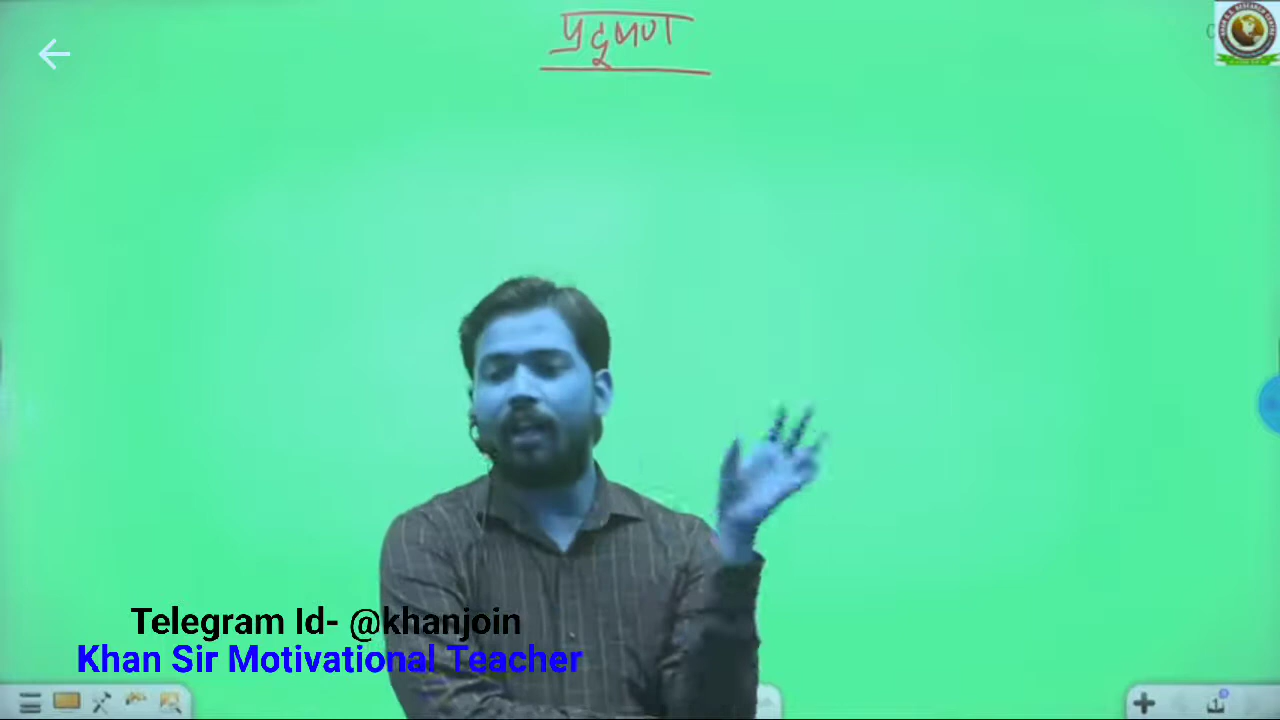 प्रदूषण
Telegram Id- @khanjoin
Khan Sir Motivational Teacher